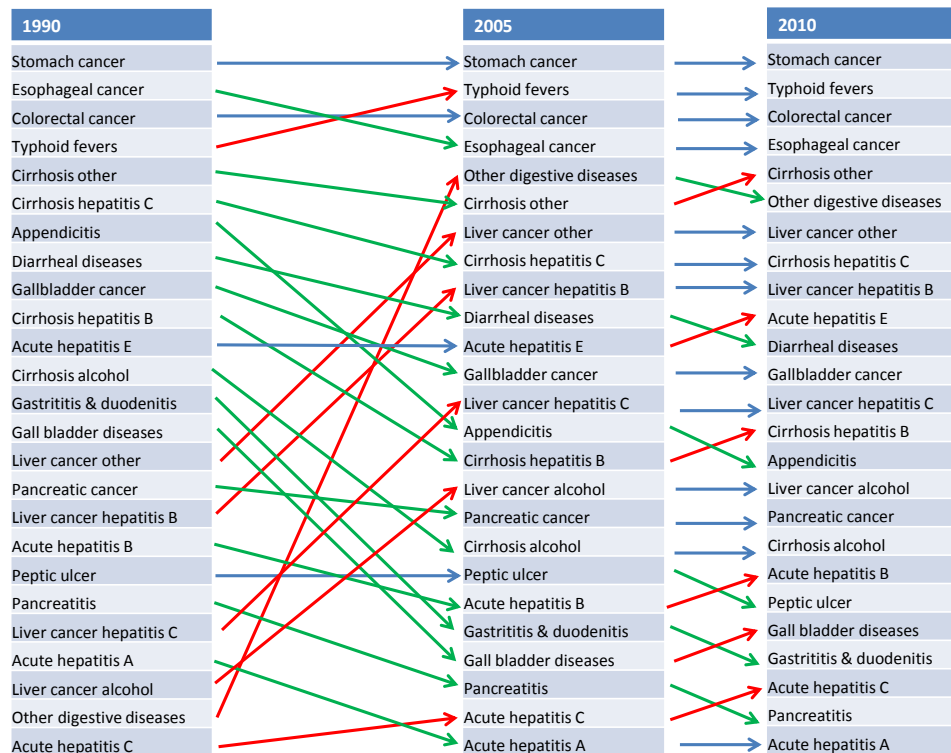 1990 2005 2010
Stomach cancer Stomach cancer Stomach cancer
Esophageal cancer Typhoid fevers Typhoid fevers
Colorectal cancer Colorectal cancer Colorectal cancer
Typhoid fevers Esophageal cancer Esophageal cancer
Cirrhosis other Other digestive diseases Cirrhosis other
Cirrhosis hepatitis C Cirrhosis other Other digestive diseases
Appendicitis Liver cancer other Liver cancer other
Diarrheal diseases Cirrhosis hepatitis C Cirrhosis hepatitis C
Gallbladder cancer Liver cancer hepatitis B Liver cancer hepatitis B
Cirrhosis hepatitis B Diarrheal diseases Acute hepatitis E
Acute hepatitis E Acute hepatitis E Diarrheal diseases
Cirrhosis alcohol Gallbladder cancer Gallbladder cancer
Gastrititis & duodenitis Liver cancer hepatitis C Liver cancer hepatitis C
Gall bladder diseases Appendicitis Cirrhosis hepatitis B
Liver cancer other Cirrhosis hepatitis B Appendicitis
Pancreatic cancer Liver cancer alcohol Liver cancer alcohol
Liver cancer hepatitis B Pancreatic cancer Pancreatic cancer
Acute hepatitis B Cirrhosis alcohol Cirrhosis alcohol
Peptic ulcer Peptic ulcer Acute hepatitis B
Pancreatitis Acute hepatitis B Peptic ulcer
Liver cancer hepatitis C Gastrititis & duodenitis Gall bladder diseases
Acute hepatitis A Gall bladder diseases Gastrititis & duodenitis
Liver cancer alcohol Pancreatitis Acute hepatitis C
Other digestive diseases Acute hepatitis C Pancreatitis
Acute hepatitis C Acute hepatitis A Acute hepatitis A